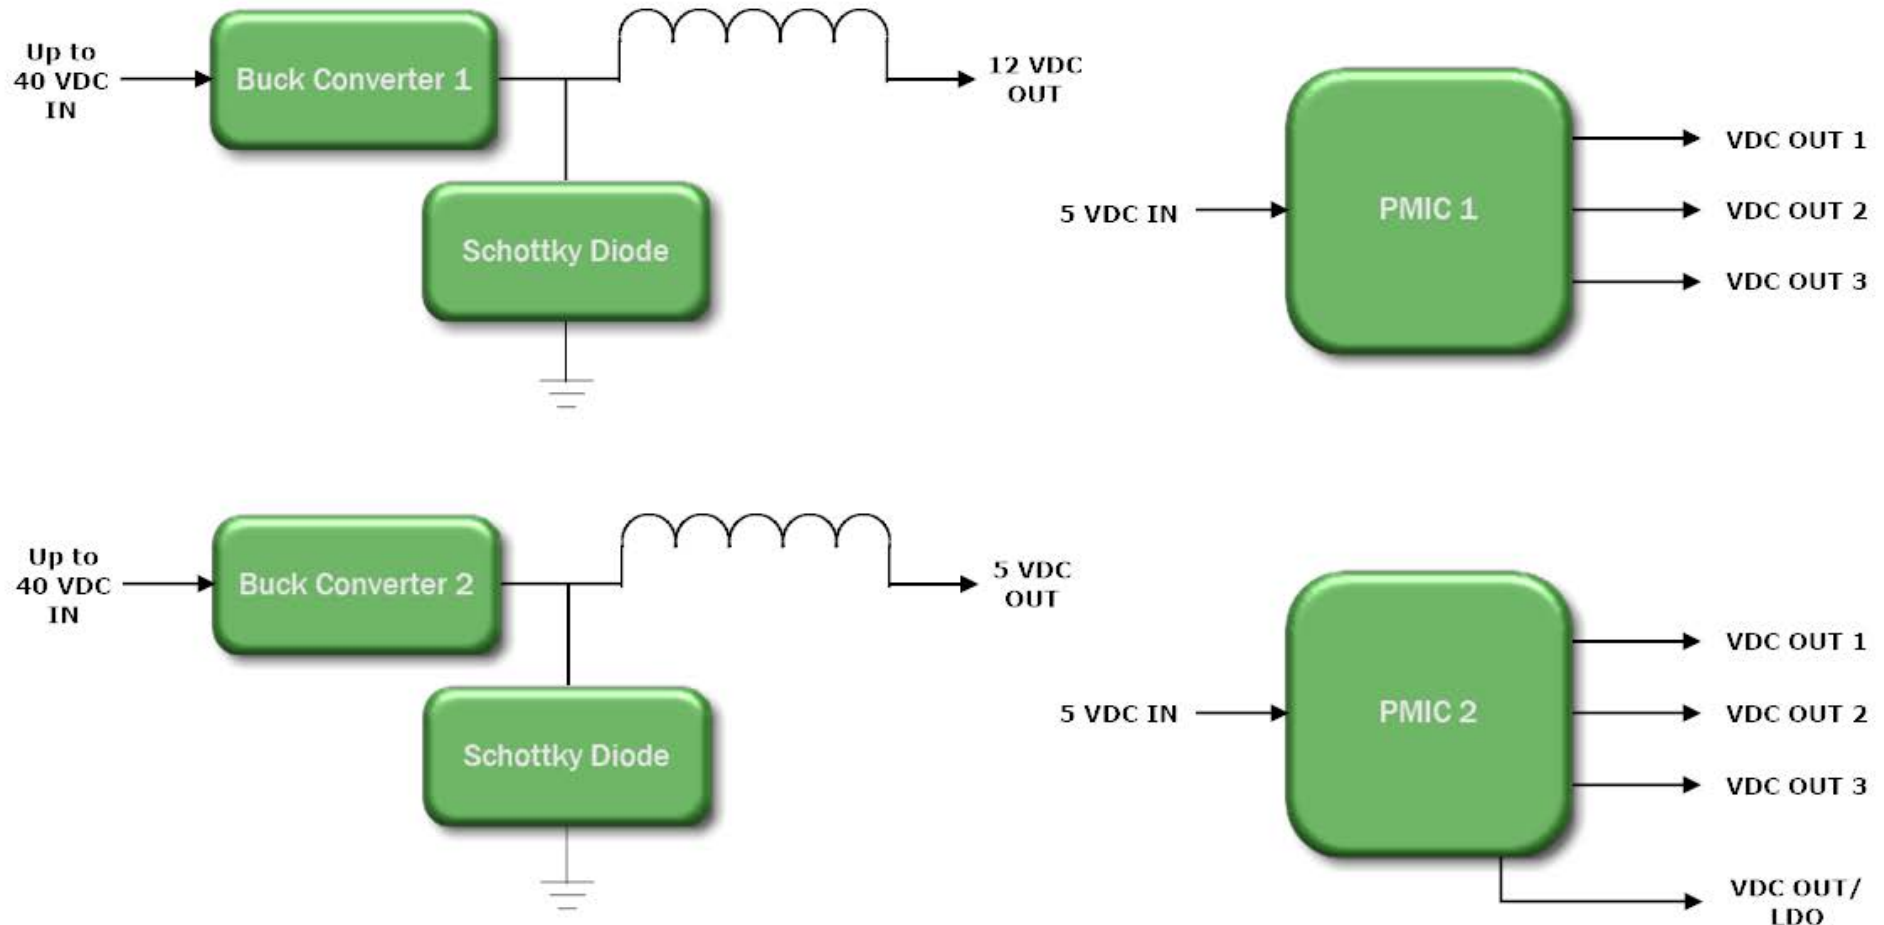 Up to
40 VDC
IN
Buck Converter 1
12 VDC
OUT
Schottky Diode
5 VDC IN
PMIC 1
VDC OUT 1
VDC OUT 2
VDC OUT 3
Up to
40 VDC
IN
Buck Converter 2
5 VDC
OUT
Schottky Diode
5 VDC IN
PMIC 2
VDC OUT 1
VDC OUT 2
VDC OUT 3
VDC OUT/
LDO